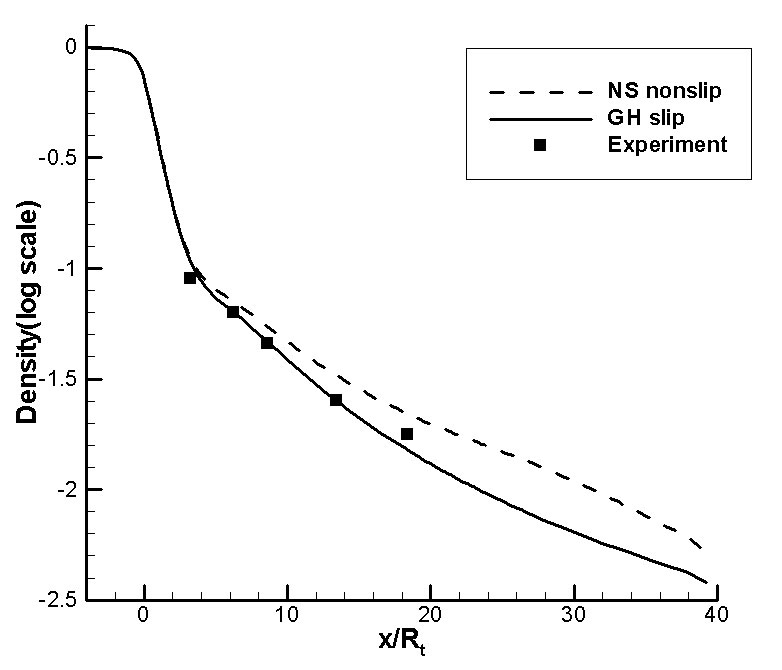 0
-0.5
-1
-1.5
-2
-2.5
Density(log scale)
NS nonslip
GH slip
Experiment
0 10 20 30 40
x/Rt